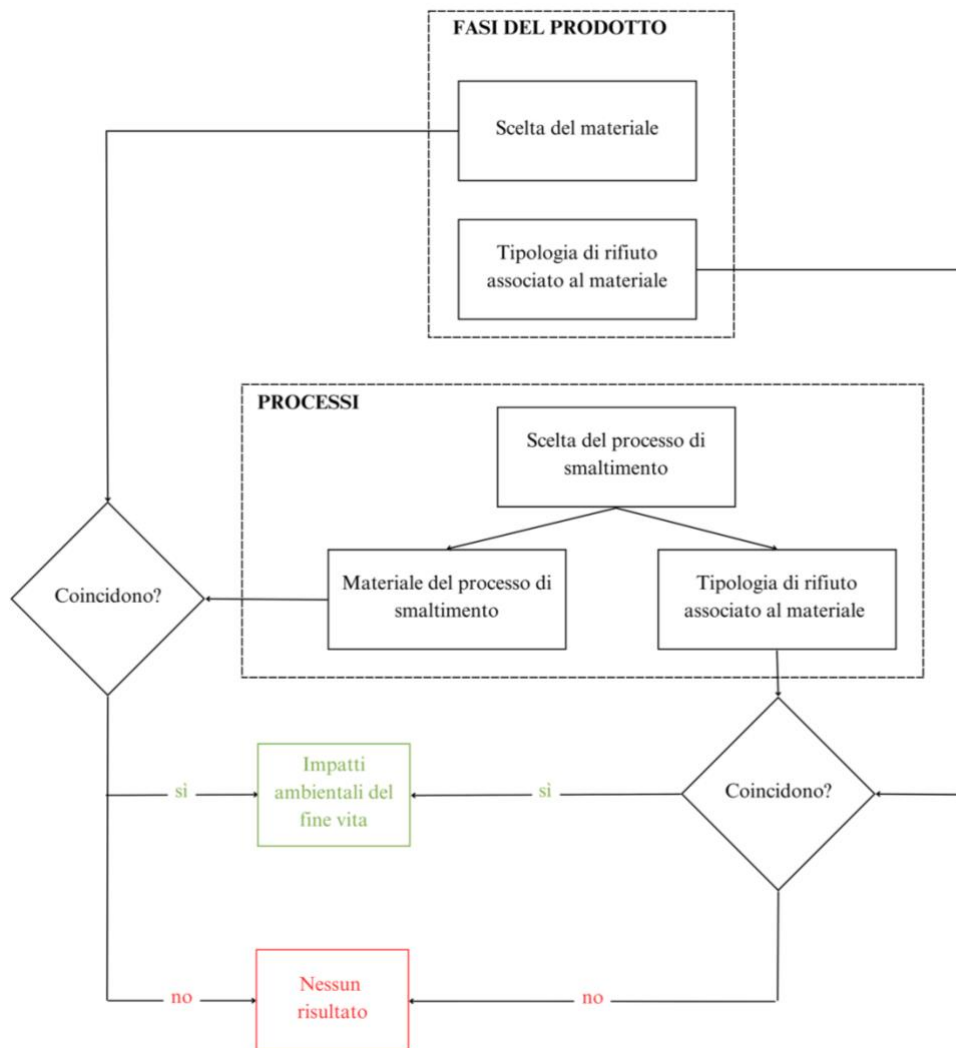 FASI DEL PRODOTTO
Scelta del materiale
Tipologia di rifiuto
associato al materiale
PROCESSI
Scelta del processo di
smaltimento
Materiale del processo di
smaltimento
Tipologia di rifiuto
associato al materiale
Coincidono?
Coincidono?
si
Impatti
ambientali del
fine vita
si
no
Nessun
risultato
no